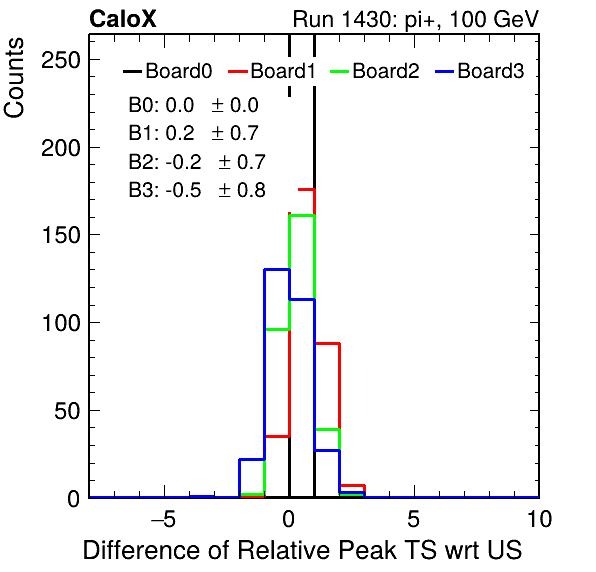 CaloX Run 1430: pi+, 100 GeV
Counts
Board0 Board1 Board2 Board3
B0: 0.0 ± 0.0
B1: 0.2 ± 0.7
B2: -0.2 ± 0.7
B3: -0.5 ± 0.8
250
200
150
100
50
0
−5 0 5 10
Difference of Relative Peak TS wrt US